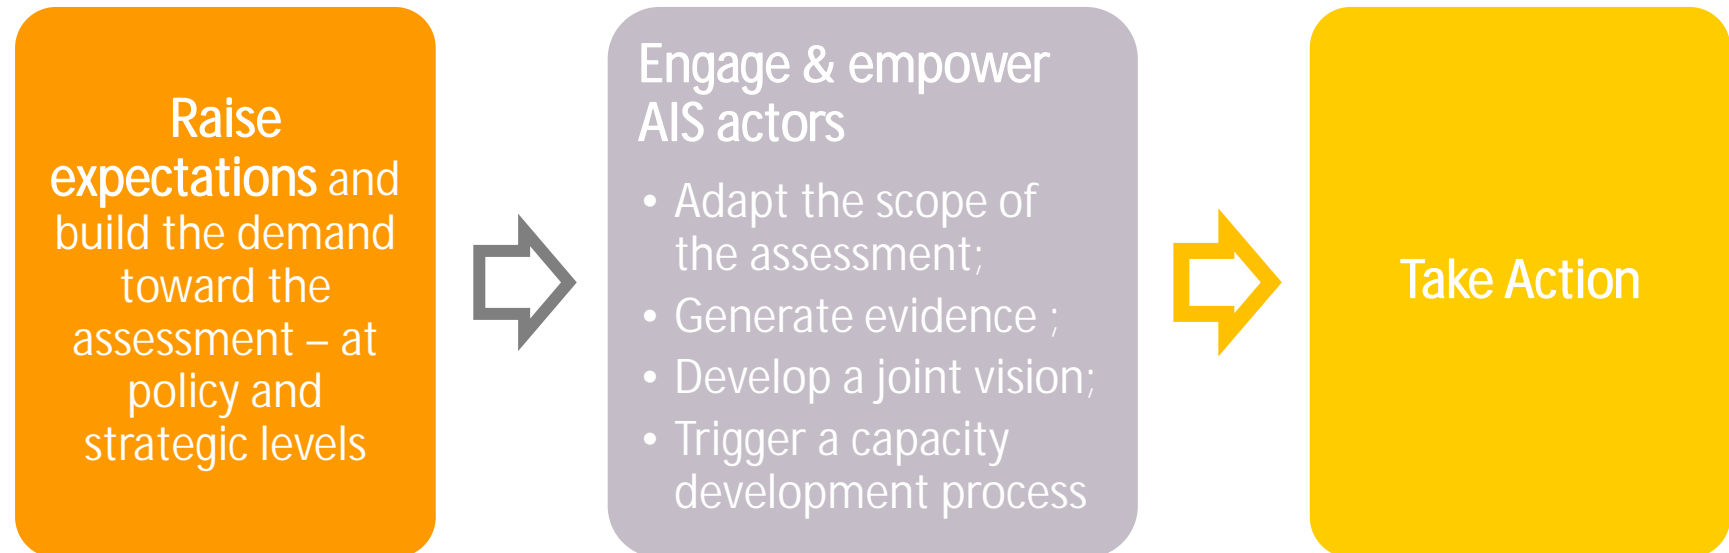 Raise
expectations and
build the demand
toward the
assessment – at
policy and
strategic levels
Engage & empower
AIS actors
• Adapt the scope of
the assessment;
• Generate evidence ;
• Develop a joint vision;
• Trigger a capacity
development process
Take Action